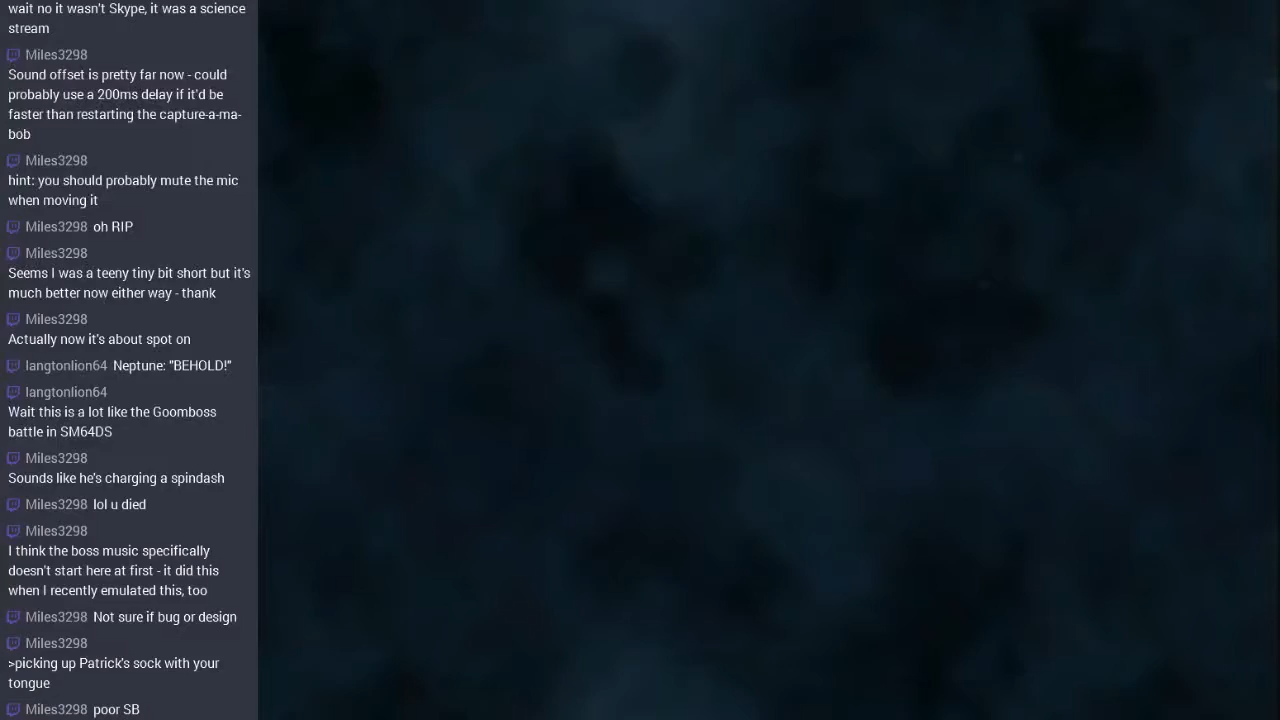 wait no it wasn't Skype, it was a science
stream
Miles3298
Sound offset is pretty far now - could
probably use a 200ms delay if it'd be
faster than restarting the capture-a-ma-
bob
Miles3298
hint: you should probably mute the mic
when moving it
Miles3298 oh RIP
Miles3298
Seems I was a teeny tiny bit short but it's
much better now either way - thank
Miles3298
Actually now it's about spot on
langtonlion64 Neptune: "BEHOLD!"
langtonlion64
Wait this is a lot like the Goomboss
battle in SM64DS
Miles3298
Sounds like he's charging a spindash
Miles3298 lol u died
Miles3298
I think the boss music specifically
doesn't start here at first - it did this
when I recently emulated this, too
Miles3298 Not sure if bug or design
Miles3298
>picking up Patrick's sock with your
tongue
Miles3298 poor SB